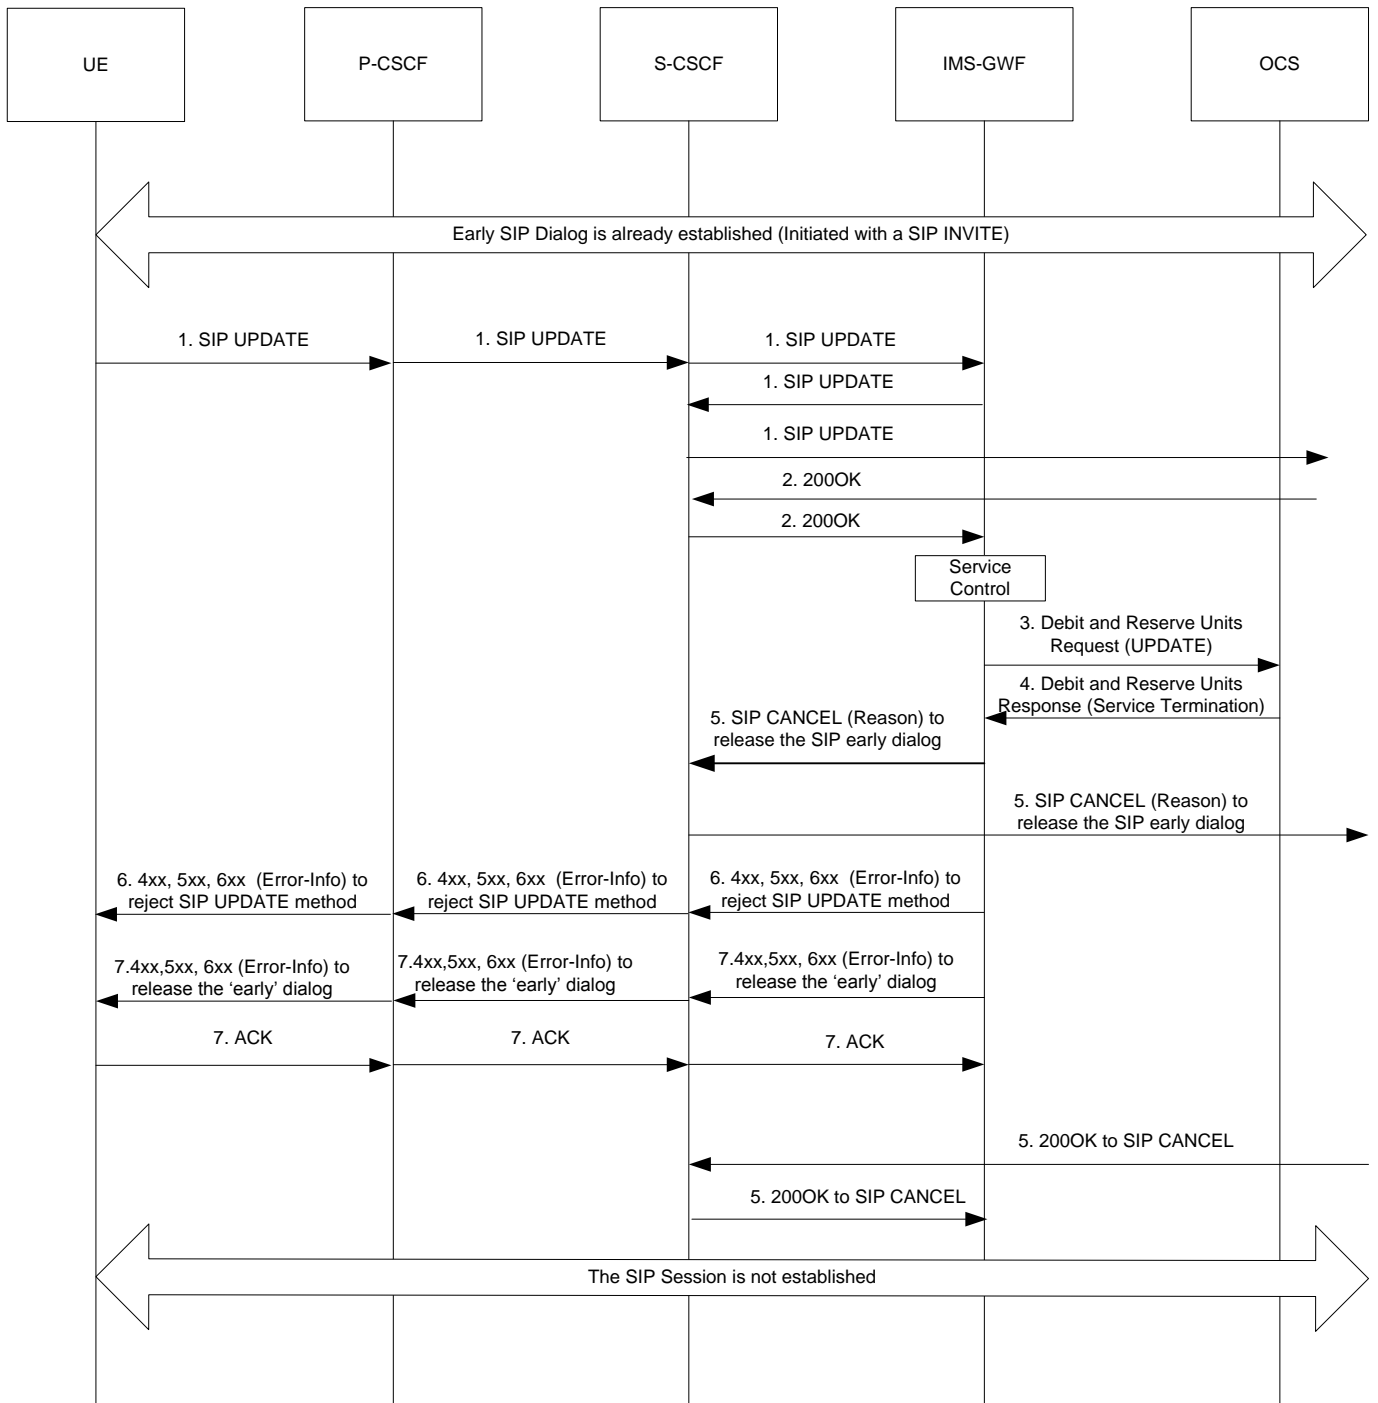 UE
P-CSCF
S-CSCF
IMS-GWF
OCS
Early SIP Dialog is already established (Initiated with a SIP INVITE)
1. SIP UPDATE
1. SIP UPDATE
1. SIP UPDATE
1. SIP UPDATE
1. SIP UPDATE
2. 200OK
2. 200OK
Service
Control
3. Debit and Reserve Units
Request (UPDATE)
4. Debit and Reserve Units
Response (Service Termination)
5. SIP CANCEL (Reason) to
release the SIP early dialog
5. SIP CANCEL (Reason) to
release the SIP early dialog
6. 4xx, 5xx, 6xx (Error-Info) to
reject SIP UPDATE method
6. 4xx, 5xx, 6xx (Error-Info) to
reject SIP UPDATE method
6. 4xx, 5xx, 6xx (Error-Info) to
reject SIP UPDATE method
7.4xx,5xx, 6xx (Error-Info) to
release the ‘early’ dialog
7.4xx,5xx, 6xx (Error-Info) to
release the ‘early’ dialog
7.4xx,5xx, 6xx (Error-Info) to
release the ‘early’ dialog
7. ACK
7. ACK
7. ACK
5. 200OK to SIP CANCEL
5. 200OK to SIP CANCEL
The SIP Session is not established